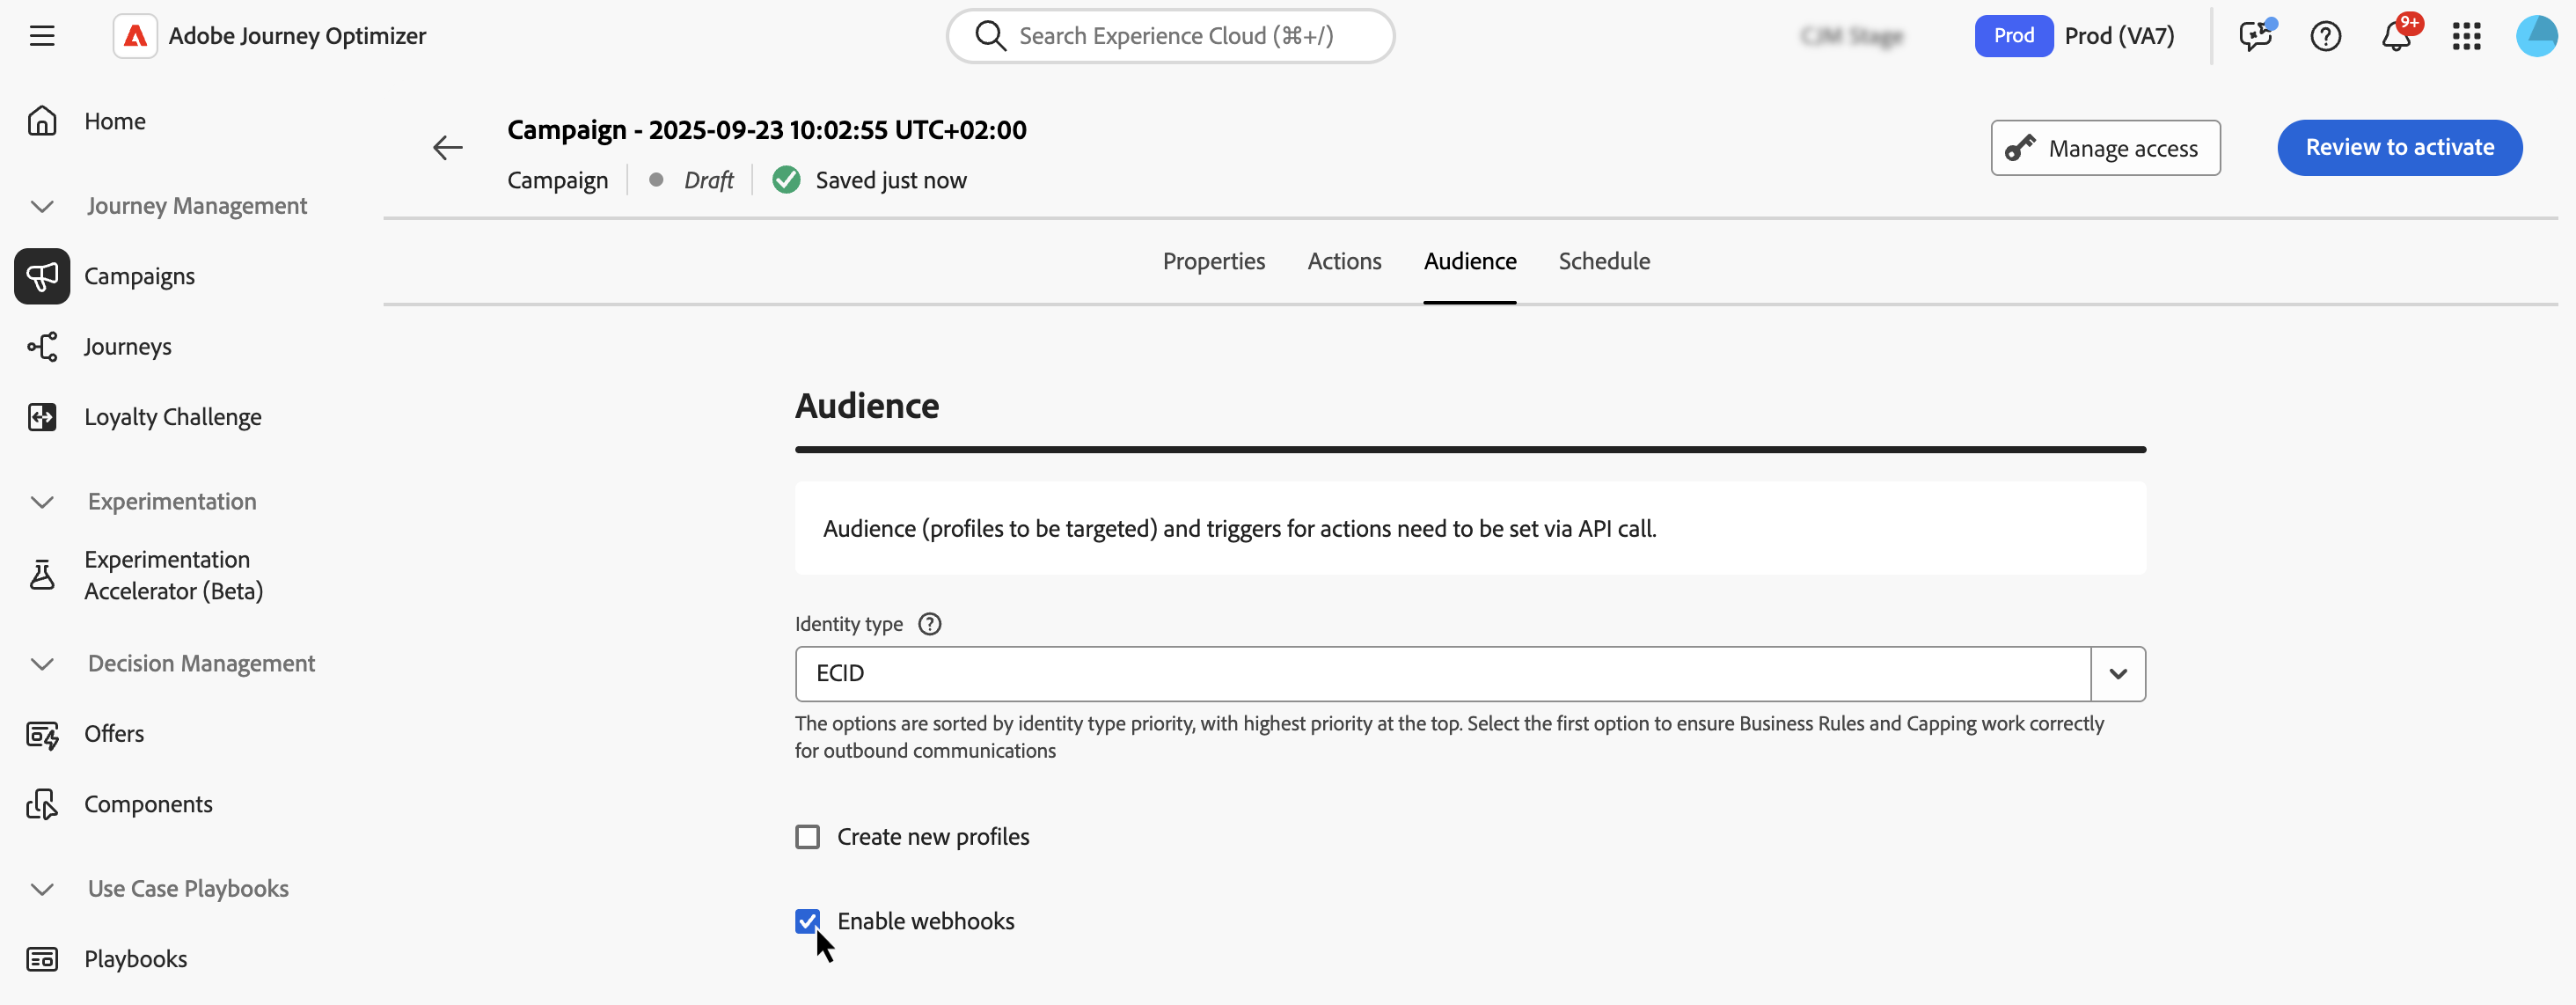 Adobe Journey Optimizer
Search Experience Cloud (⌘+/)
Prod
Prod (VA7)
9+
Home
Journey Management
Campaigns
Journeys
Loyalty Challenge
Experimentation
Experimentation
Accelerator (Beta)
Decision Management
Offers
Components
Use Case Playbooks
Playbooks
Campaign - 2025-09-23 10:02:55 UTC+02:00
Campaign
Draft
Saved just now
Manage access
Review to activate
Properties
Actions
Audience
Schedule
Audience
Audience (profiles to be targeted) and triggers for actions need to be set via API call.
Identity type
ECID
The options are sorted by identity type priority, with highest priority at the top. Select the first option to ensure Business Rules and Capping work correctly
for outbound communications
Create new profiles
Enable webhooks